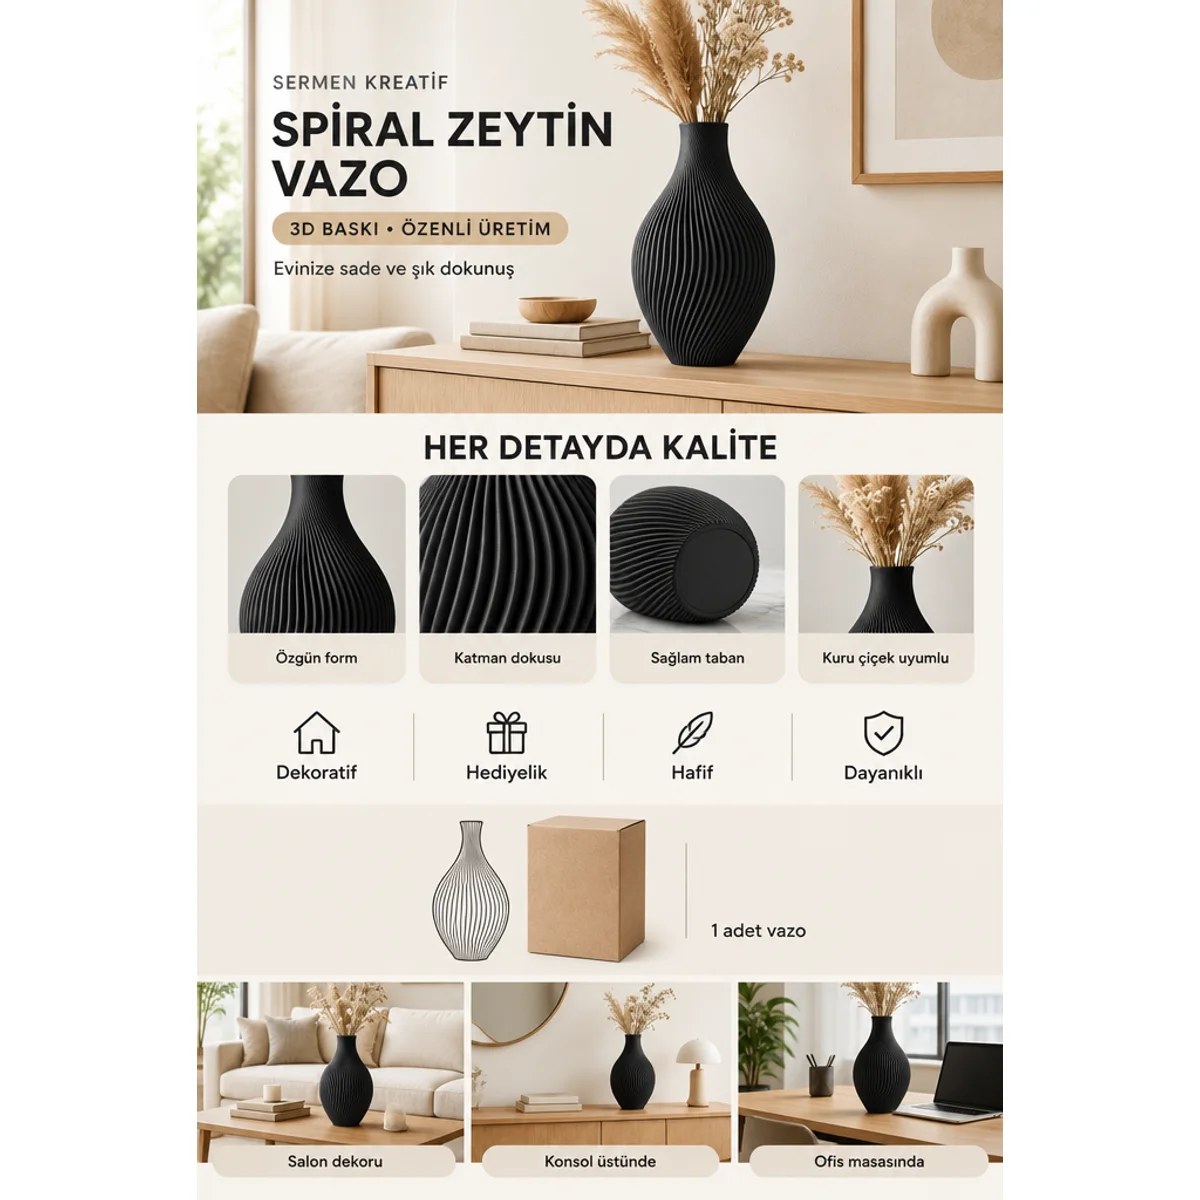 SERMEN KREATİF
SPİRAL ZEYTİN
VAZO
3D BASKI • ÖZENLİ ÜRETİM
Evinize sade ve şık dokunuş
HER DETAYDA KALİTE
Özgün form
Katman dokusu
Sağlam taban
Kuru çiçek uyumlu
Dekoratif
Hediyelik
Hafif
Dayanıklı
1 adet vazo
Salon dekoru
Konsol üstünde
Ofis masasında